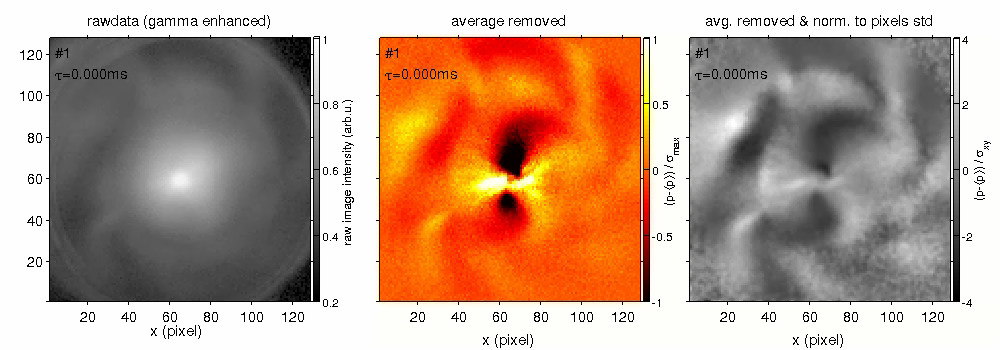 rawdata (gamma enhanced)
#1
τ=0.000ms
120
100
80
60
40
20
20 40 60 80 100 120
x (pixel)
1
0.8
0.6
0.4
0.2
raw image intensity (arb.u.)
average removed
#1
τ=0.000ms
20 40 60 80 100 120
x (pixel)
1
0.5
0
-0.5
-1
(p-⟨p⟩) / σmax
avg. removed & norm. to pixels std
#1
τ=0.000ms
20 40 60 80 100 120
x (pixel)
4
2
0
-2
-4
(p-⟨p⟩) / σxy